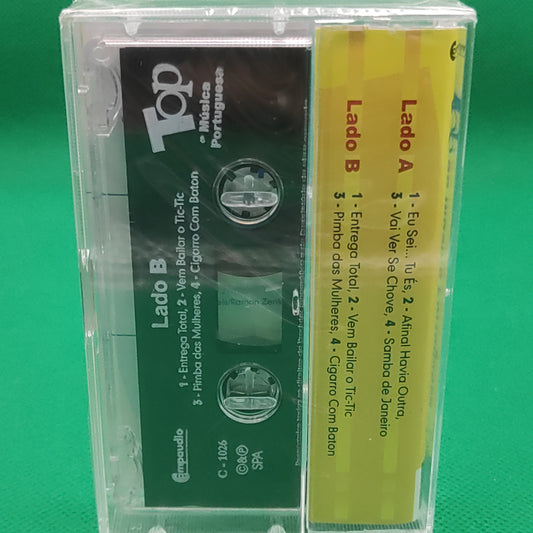 Top
da Música
Portuguesa
Lado B
1 - Entrega Total, 2 - Vem Bailar o Tic-Tic
3 - Pimba das Mulheres, 4 - Cigarro Com Baton
C - 1026
©&℗
SPA
Lado A
1 - Eu Sei... Tu És, 2 - Afinal Havia Outra,
3 - Vai Ver Se Chove, 4 - Samba de Janeiro
Lado B
1 - Entrega Total, 2 - Vem Bailar o Tic-Tic
3 - Pimba das Mulheres, 4 - Cigarro Com Baton